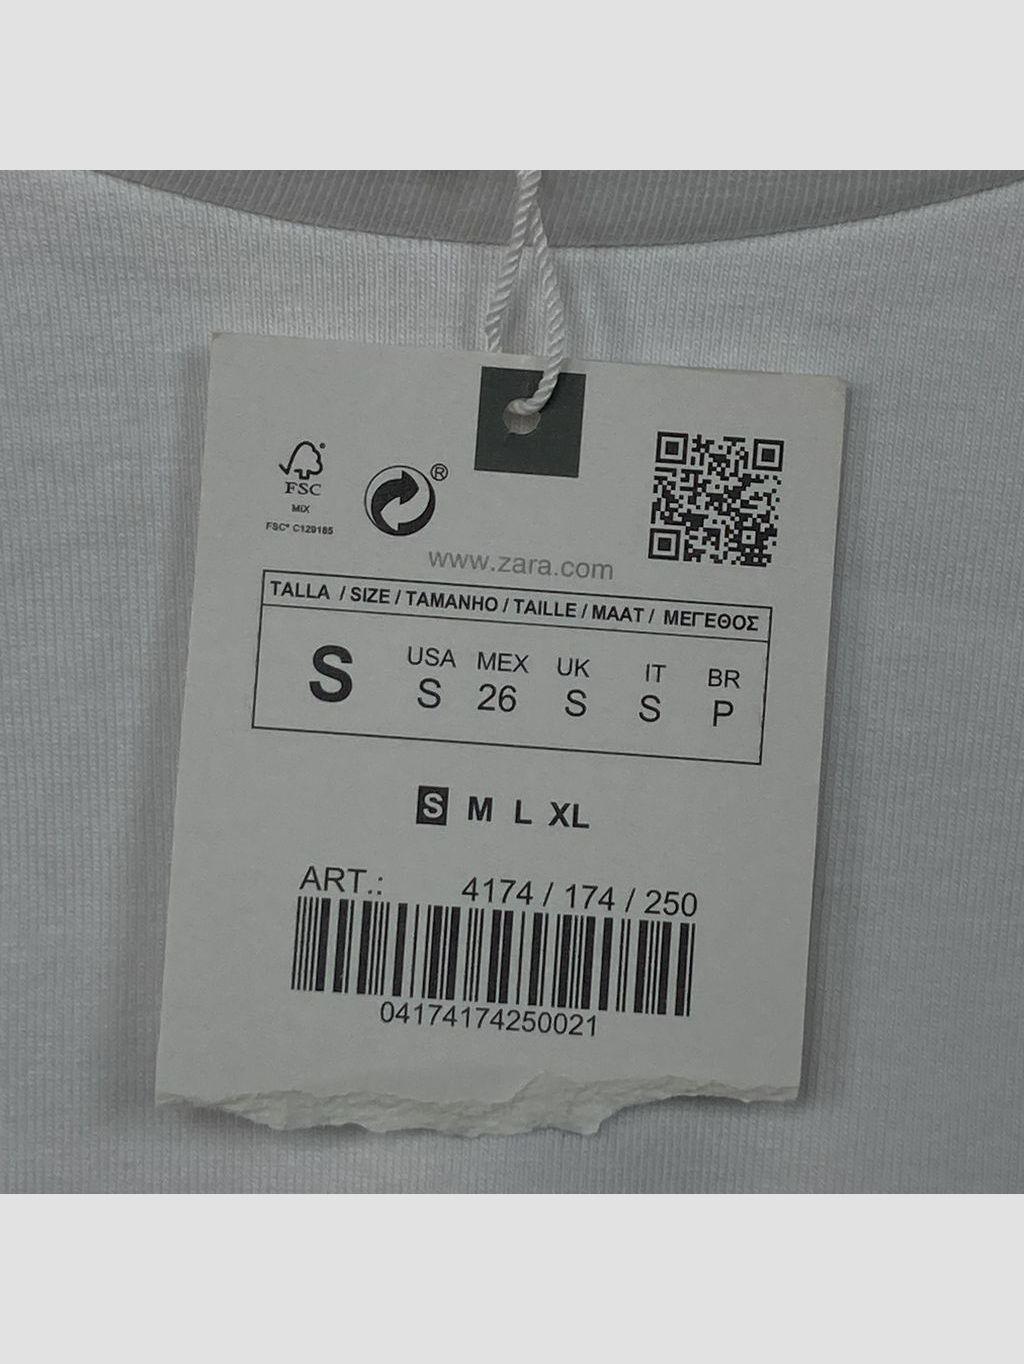 FSC
MIX
FSC® C129185
®
www.zara.com
TALLA / SIZE / TAMANHO / TAILLE / MAAT / ΜΕΓΕΘΟΣ
S
USA MEX UK IT BR
S 26 S S P
S M L XL
ART.: 4174 / 174 / 250
04174174250021